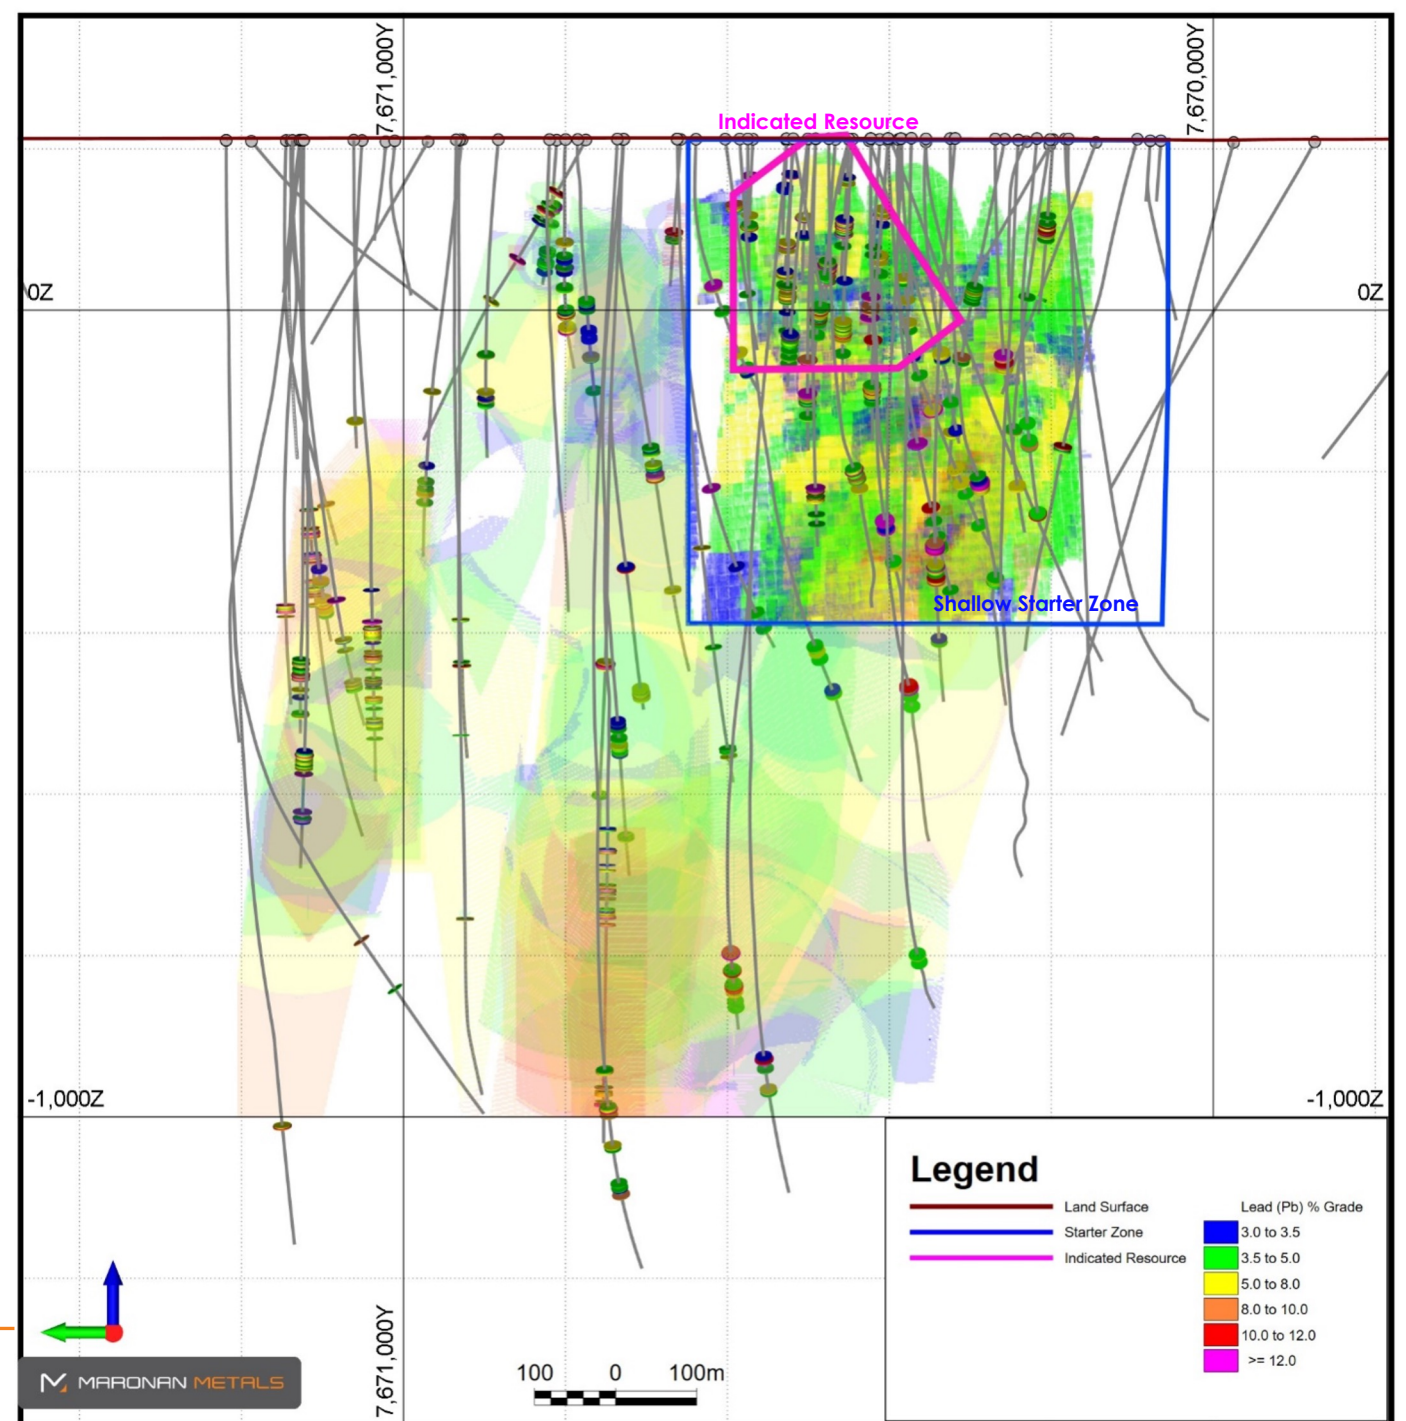 7,671,000Y
7,670,000Y
Indicated Resource
0Z
0Z
Shallow Starter Zone
-1,000Z
-1,000Z
Legend
Land Surface
Starter Zone
Indicated Resource
Lead (Pb) % Grade
3.0 to 3.5
3.5 to 5.0
5.0 to 8.0
8.0 to 10.0
10.0 to 12.0
>= 12.0
7,671,000Y
100 0 100m
MARONAN METALS